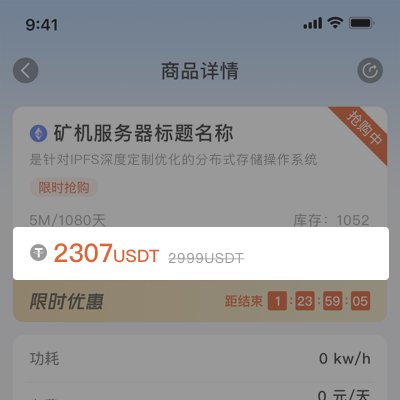 9:41
商品详情
抢购中
矿机服务器标题名称
是针对IPFS深度定制优化的分布式存储操作系统
限时抢购
5M/1080天 库存：1052
2307USDT 2999USDT
限时优惠 距结束 1 : 23 : 59 : 05
功耗 0 kw/h
0 元/天